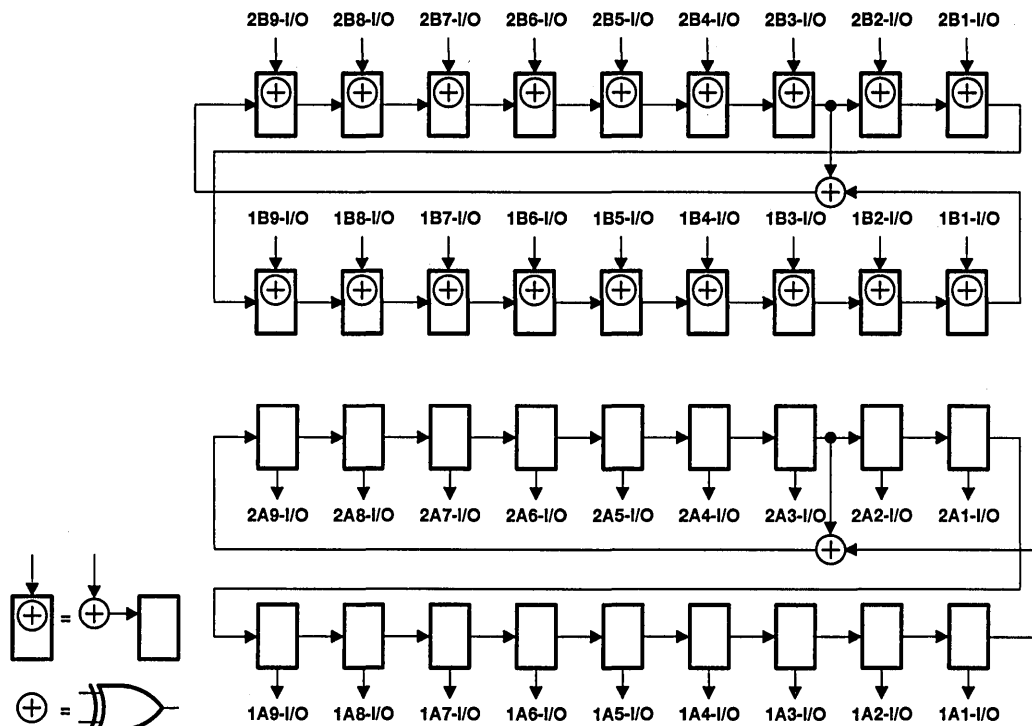 2B9-I/O 2B8-I/O 2B7-I/O 2B6-I/O 2B5-I/O 2B4-I/O 2B3-I/O 2B2-I/O 2B1-I/O
1B9-I/O 1B8-I/O 1B7-I/O 1B6-I/O 1B5-I/O 1B4-I/O 1B3-I/O 1B2-I/O 1B1-I/O
2A9-I/O 2A8-I/O 2A7-I/O 2A6-I/O 2A5-I/O 2A4-I/O 2A3-I/O 2A2-I/O 2A1-I/O
=
=
1A9-I/O 1A8-I/O 1A7-I/O 1A6-I/O 1A5-I/O 1A4-I/O 1A3-I/O 1A2-I/O 1A1-I/O